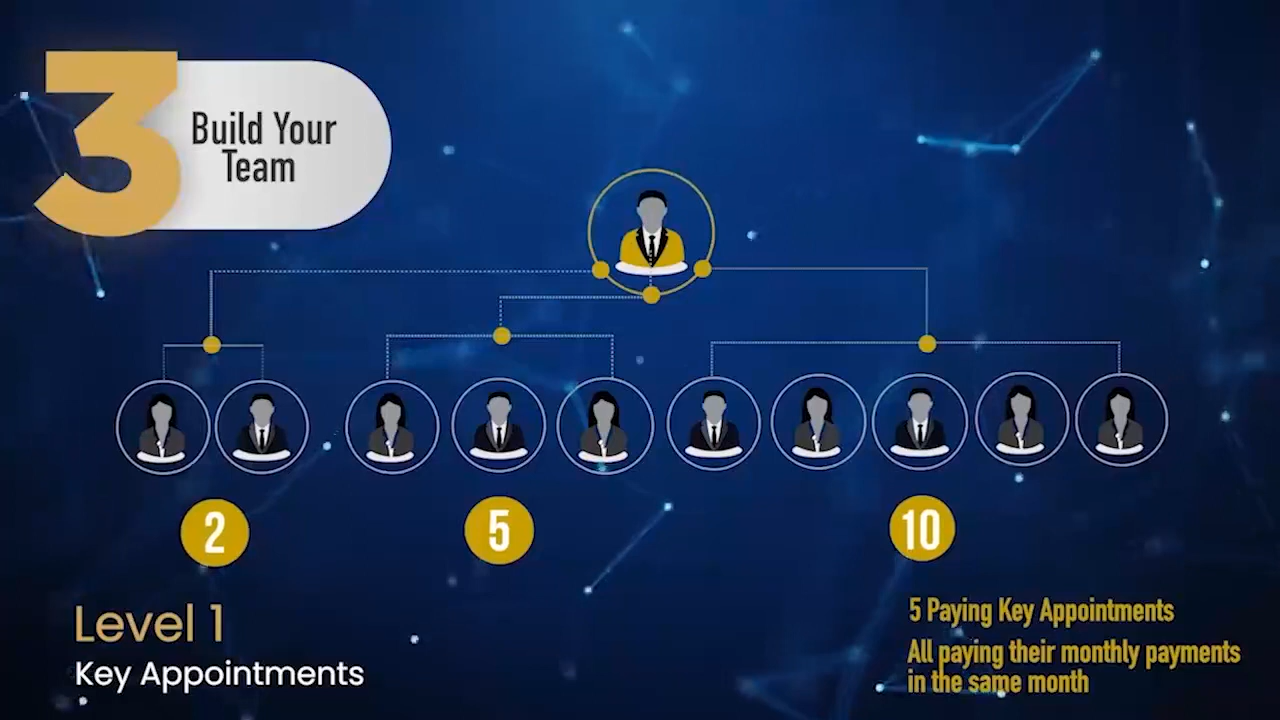 3
Build Your
Team
2
5
10
Level 1
Key Appointments
5 Paying Key Appointments
All paying their monthly payments
in the same month